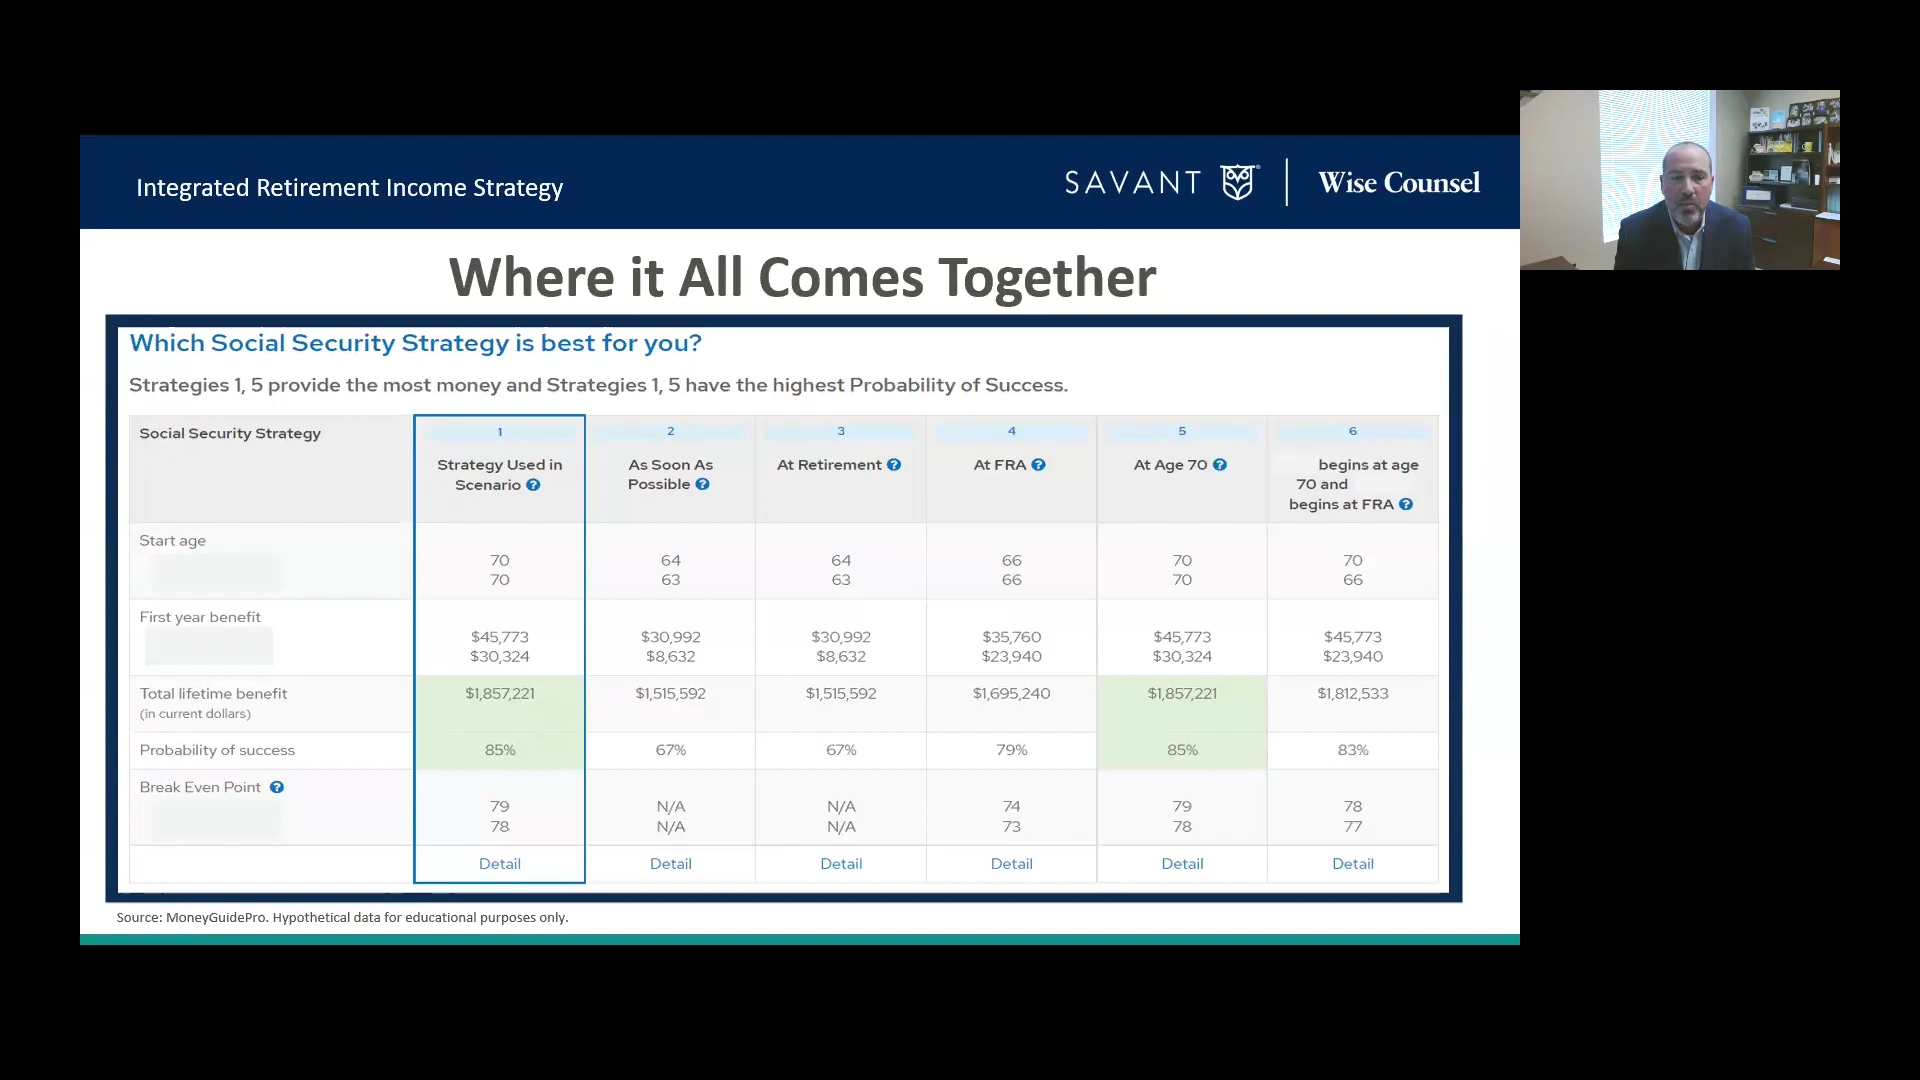 Integrated Retirement Income Strategy
SAVANT
Wise Counsel
Where it All Comes Together
Which Social Security Strategy is best for you?
Strategies 1, 5 provide the most money and Strategies 1, 5 have the highest Probability of Success.
Social Security Strategy 1 2 3 4 5 6
Strategy Used in Scenario ? As Soon As Possible ? At Retirement ? At FRA ? At Age 70 ? begins at age 70 and begins at FRA ?
Start age
70 64 64 66 70 70
70 63 63 66 70 66
First year benefit
$45,773 $30,992 $30,992 $35,760 $45,773 $45,773
$30,324 $8,632 $8,632 $23,940 $30,324 $23,940
Total lifetime benefit $1,857,221 $1,515,592 $1,515,592 $1,695,240 $1,857,221 $1,812,533
(in current dollars)
Probability of success 85% 67% 67% 79% 85% 83%
Break Even Point ?
79 N/A N/A 74 79 78
78 N/A N/A 73 78 77
Detail Detail Detail Detail Detail Detail
Source: MoneyGuidePro. Hypothetical data for educational purposes only.